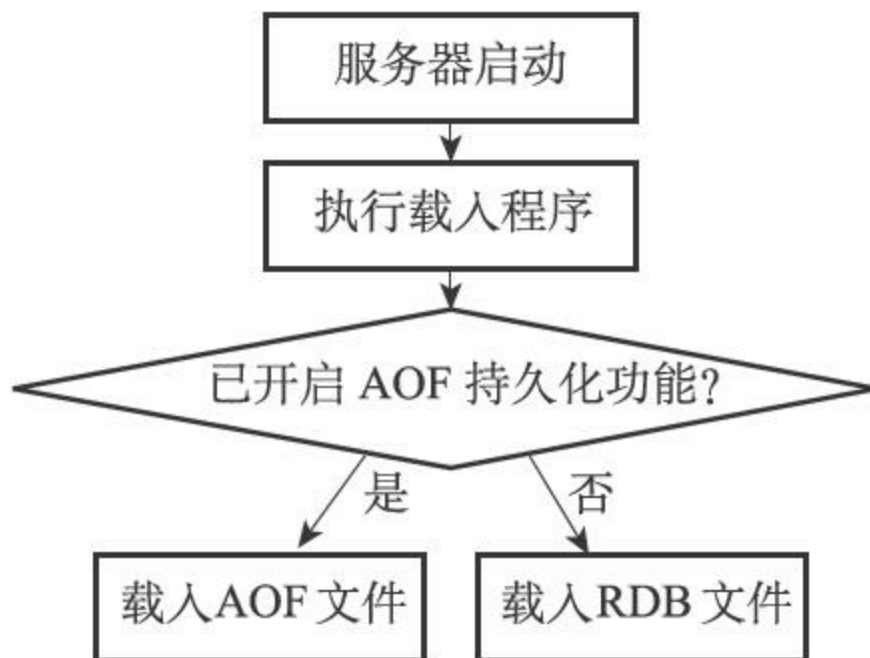 服务器启动
执行载入程序
已开启 AOF 持久化功能?
是
否
载入AOF 文件
载入RDB 文件